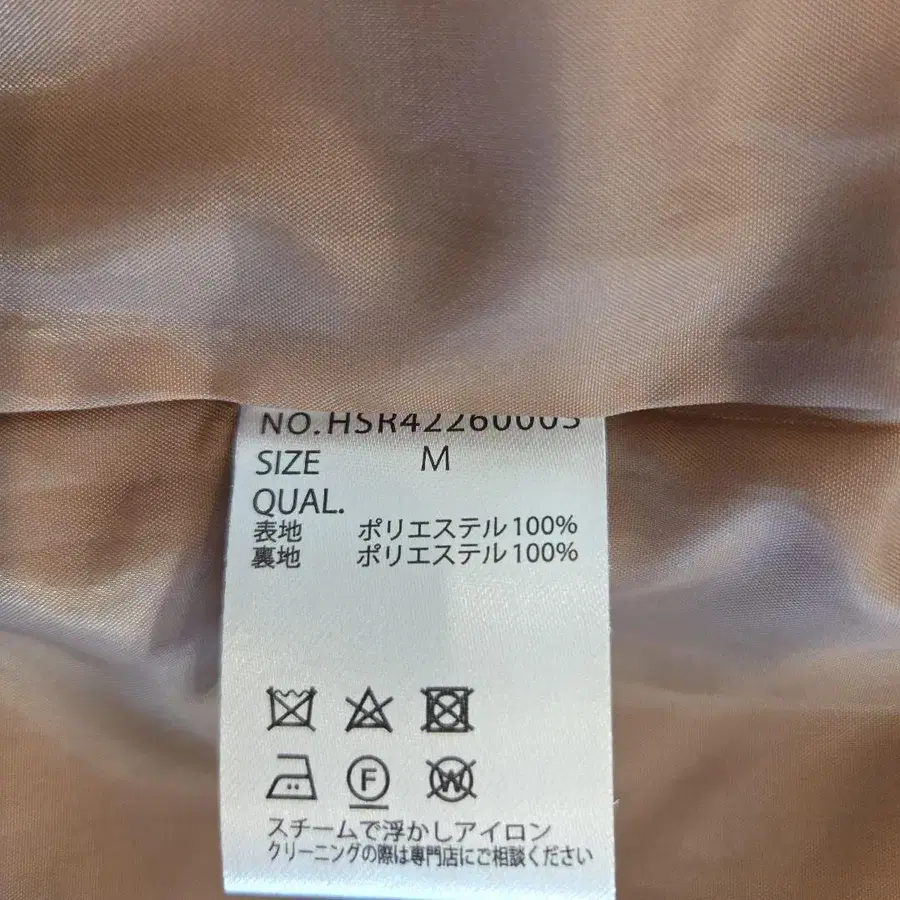 NO.HSR42260003
SIZE M
QUAL.
表地 ポリエステル100%
裏地 ポリエステル100%
F
W
スチームで浮かしアイロン
クリーニングの際は専門店にご相談ください